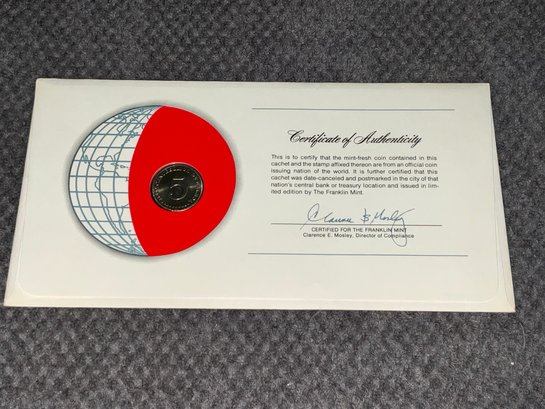 5
Certificate of Authenticity
This is to certify that the mint-fresh coin contained in this
cachet and the stamp affixed thereon are from an official coin
issuing nation of the world. It is further certified that this
cachet was date-canceled and postmarked in the city of that
nation's central bank or treasury location and issued in lim-
ited edition by The Franklin Mint.
Clarence E Mosley
CERTIFIED FOR THE FRANKLIN MINT
Clarence E. Mosley, Director of Compliance